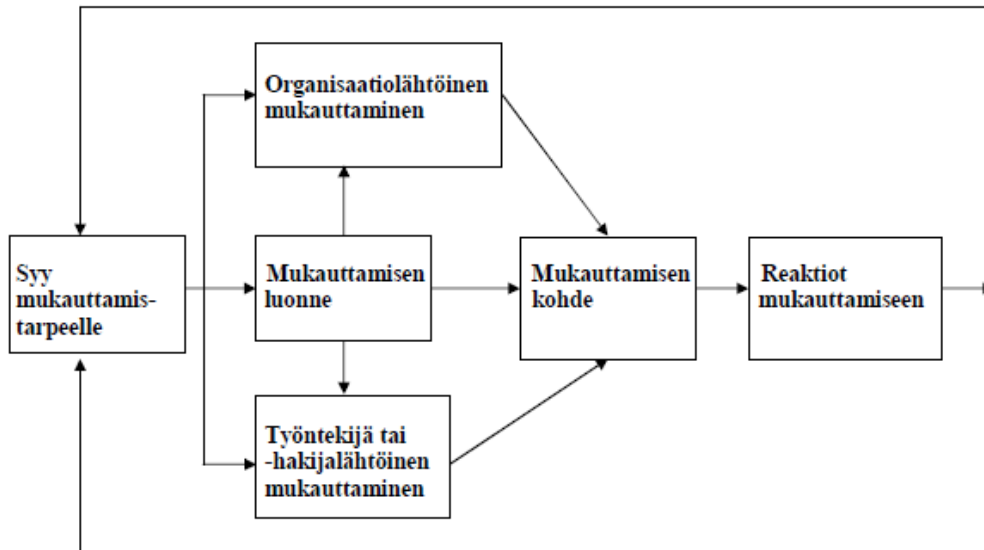 Organisaatiolähtöinen
mukauttaminen
Syy
mukauttamis-
tarpeelle
Mukauttamisen
luonne
Mukauttamisen
kohde
Reaktiot
mukauttamiseen
Työntekijä tai
-hakijalähtöinen
mukauttaminen